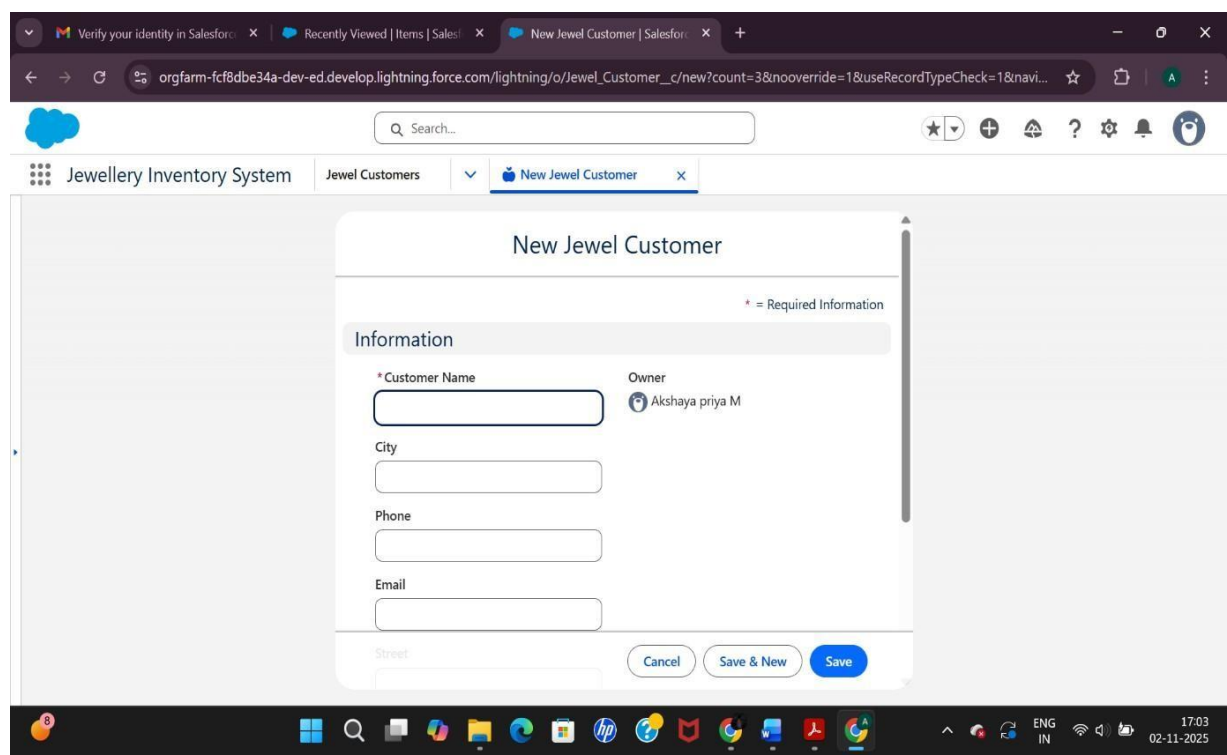 Verify your identity in Salesforc
Recently Viewed | Items | Salesf
New Jewel Customer | Salesforc
orgfarm-fcf8dbe34a-dev-ed.develop.lightning.force.com/lightning/o/Jewel_Customer__c/new?count=3&nooverride=1&useRecordTypeCheck=1&navi...
A
Search...
Jewellery Inventory System
Jewel Customers
New Jewel Customer
New Jewel Customer
* = Required Information
Information
*Customer Name
Owner
Akshaya priya M
City
Phone
Email
Street
Cancel
Save & New
Save
8
hp
ENG
IN
17:03
02-11-2025